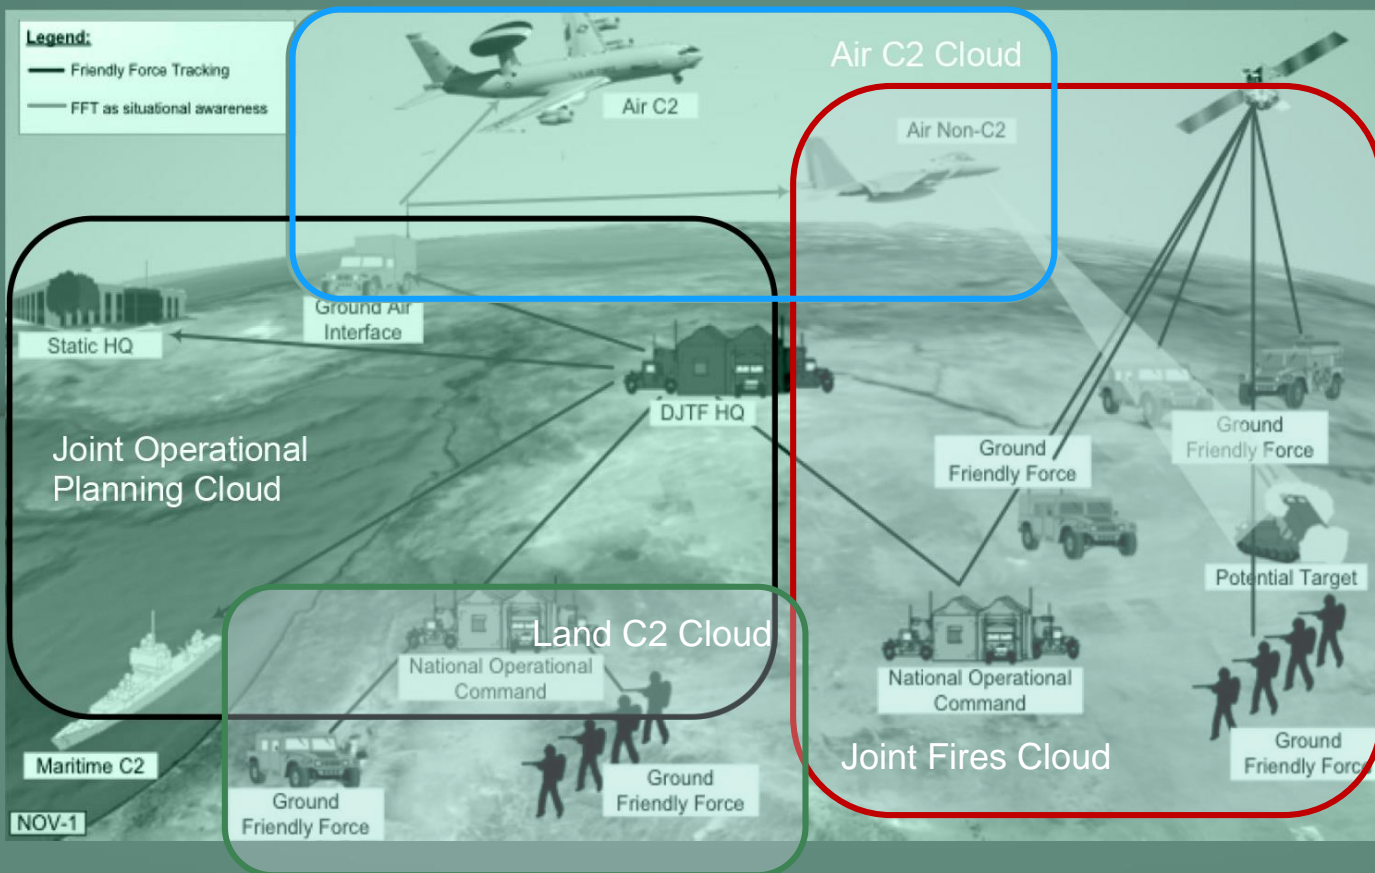 Legend:
Friendly Force Tracking
FFT as situational awareness
Air C2 Cloud
Air C2
Air Non-C2
Ground Air
Interface
Static HQ
DJTF HQ
Joint Operational
Planning Cloud
Ground
Friendly Force
Ground
Friendly Force
Potential Target
Land C2 Cloud
National Operational
Command
National Operational
Command
Joint Fires Cloud
Ground
Friendly Force
Maritime C2
Ground
Friendly Force
Ground
Friendly Force
NOV-1